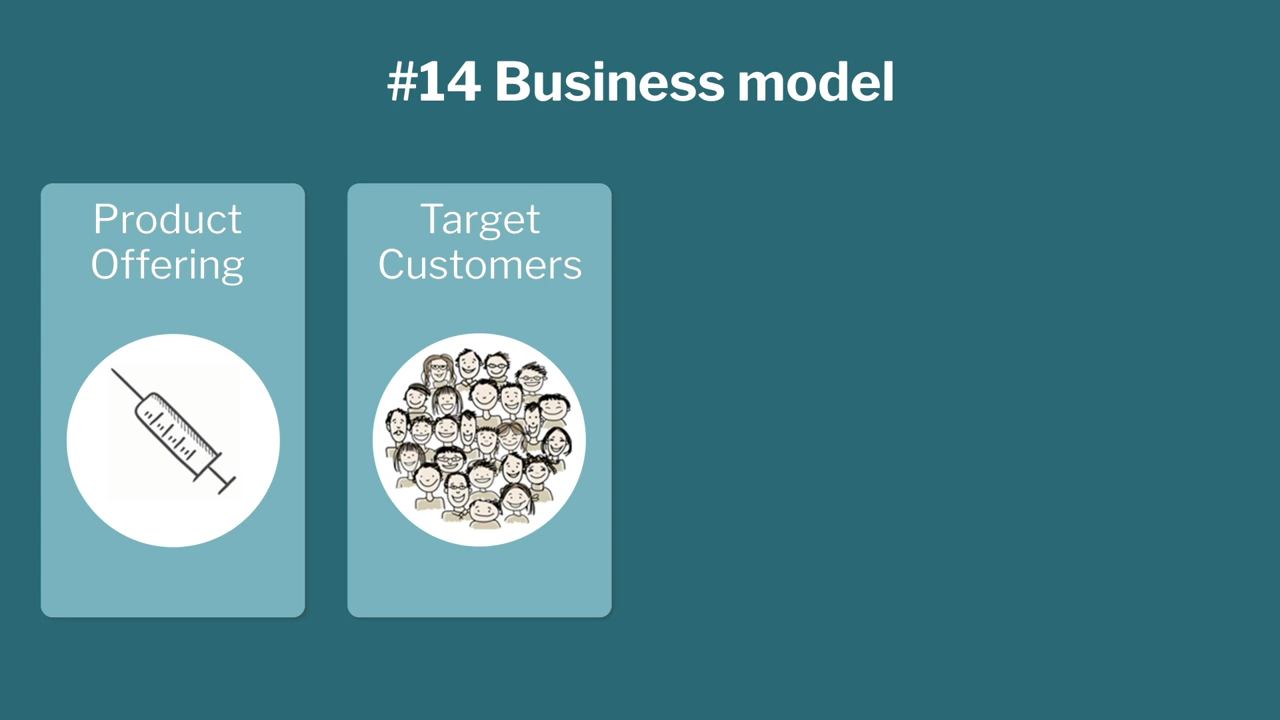 #14 Business model
Product
Offering
Target
Customers